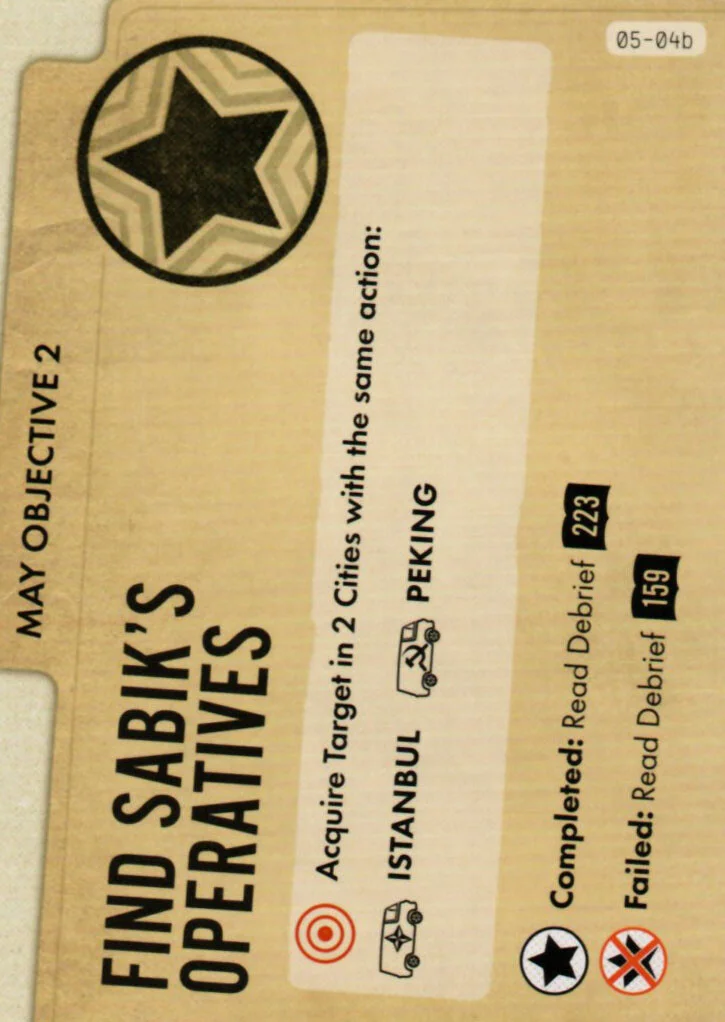 MAY OBJECTIVE 2
FIND SABIK'S
OPERATIVES
Acquire Target in 2 Cities with the same action:
ISTANBUL PEKING
Completed: Read Debrief 223
Failed: Read Debrief 159
05-04b